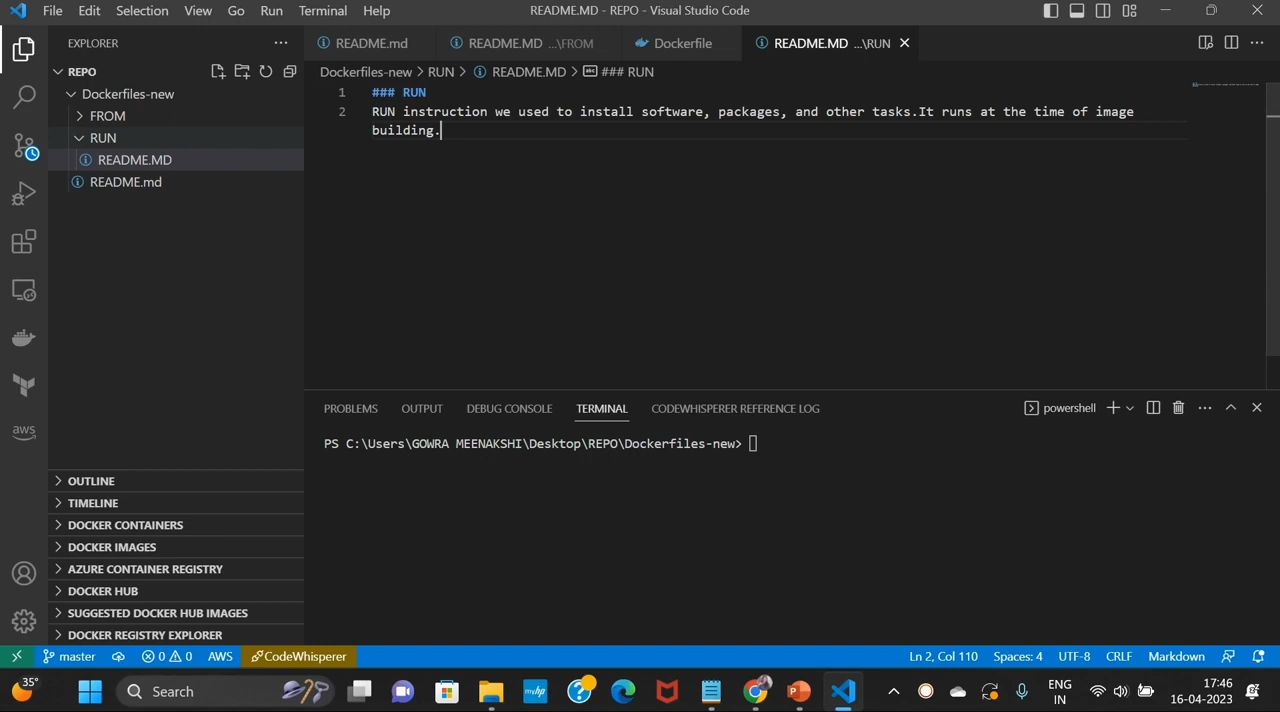 File Edit Selection View Go Run Terminal Help README.MD - REPO - Visual Studio Code
EXPLORER
REPO
Dockerfiles-new
FROM
RUN
README.MD
README.md
OUTLINE
TIMELINE
DOCKER CONTAINERS
DOCKER IMAGES
AZURE CONTAINER REGISTRY
DOCKER HUB
SUGGESTED DOCKER HUB IMAGES
DOCKER REGISTRY EXPLORER
aws
README.md README.MD ...\FROM Dockerfile README.MD ...\RUN
Dockerfiles-new > RUN > README.MD > ### RUN
1 ### RUN
2 RUN instruction we used to install software, packages, and other tasks.It runs at the time of image
building.
PROBLEMS OUTPUT DEBUG CONSOLE TERMINAL CODEWHISPERER REFERENCE LOG powershell
PS C:\Users\GOWRA MEENAKSHI\Desktop\REPO\Dockerfiles-new>
master 0 0 AWS CodeWhisperer Ln 2, Col 110 Spaces: 4 UTF-8 CRLF Markdown
35° Search myhp ENG 17:46
IN 16-04-2023